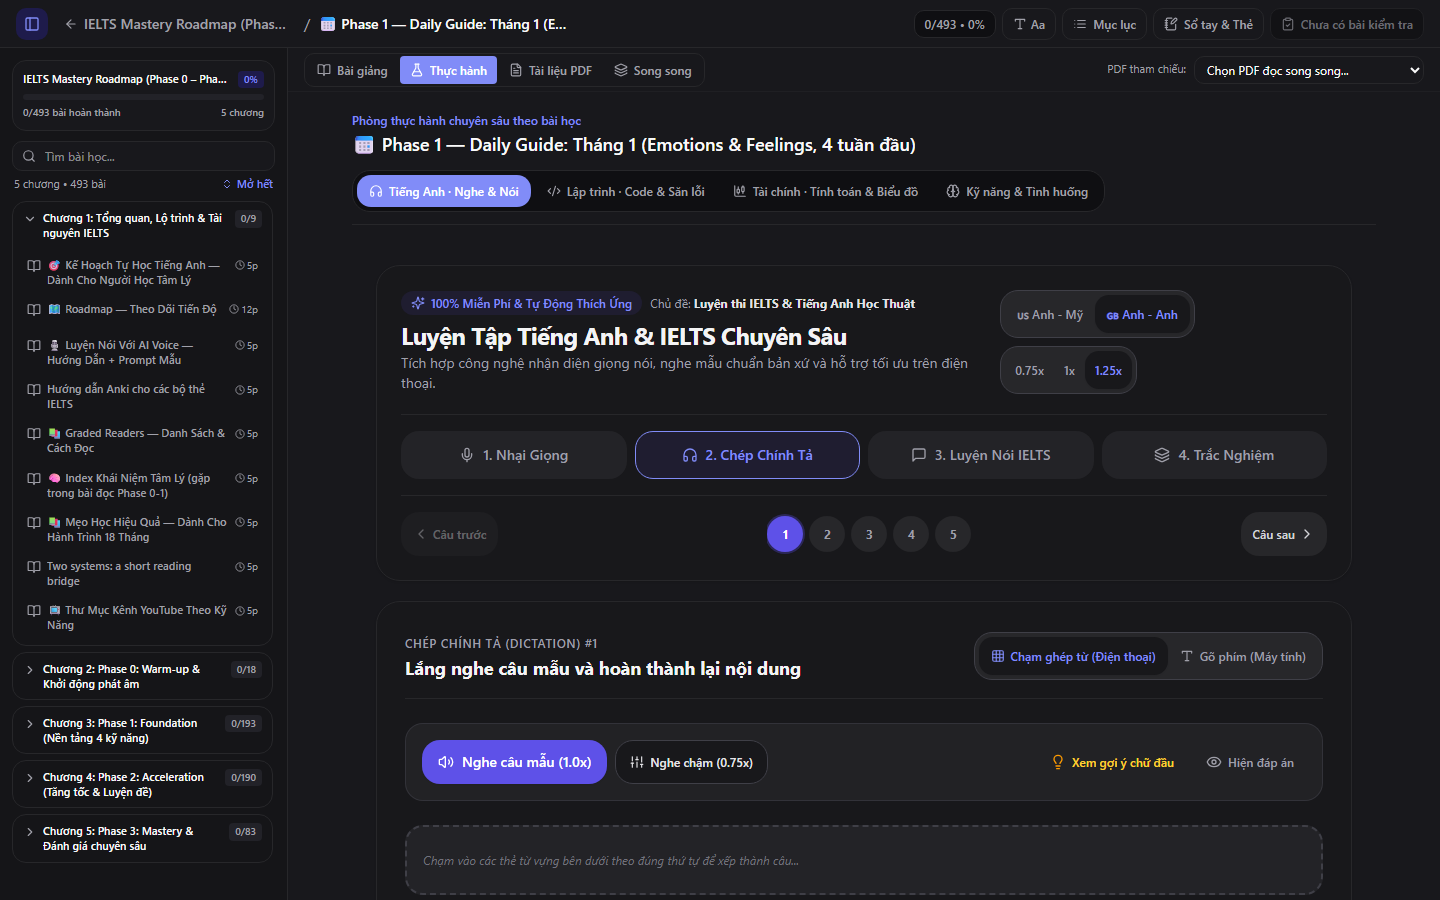 IELTS Mastery Roadmap (Phas...
/
Phase 1 — Daily Guide: Tháng 1 (E...
0/493 • 0%
Aa
Mục lục
Sổ tay & Thẻ
Chưa có bài kiểm tra
IELTS Mastery Roadmap (Phase 0 – Pha...
0%
0/493 bài hoàn thành
5 chương
Tìm bài học...
5 chương • 493 bài
Mở hết
Chương 1: Tổng quan, Lộ trình & Tài
nguyên IELTS
0/9
Kế Hoạch Tự Học Tiếng Anh —
Dành Cho Người Học Tâm Lý
5p
Roadmap — Theo Dõi Tiến Độ
12p
Luyện Nói Với AI Voice —
Hướng Dẫn + Prompt Mẫu
5p
Hướng dẫn Anki cho các bộ thẻ
IELTS
5p
Graded Readers — Danh Sách &
Cách Đọc
5p
Index Khái Niệm Tâm Lý (gặp
trong bài đọc Phase 0-1)
5p
Mẹo Học Hiệu Quả — Dành Cho
Hành Trình 18 Tháng
5p
Two systems: a short reading
bridge
5p
Thư Mục Kênh YouTube Theo Kỹ
Năng
5p
Chương 2: Phase 0: Warm-up &
Khởi động phát âm
0/18
Chương 3: Phase 1: Foundation
(Nền tảng 4 kỹ năng)
0/193
Chương 4: Phase 2: Acceleration
(Tăng tốc & Luyện đề)
0/190
Chương 5: Phase 3: Mastery &
Đánh giá chuyên sâu
0/83
Bài giảng
Thực hành
Tài liệu PDF
Song song
PDF tham chiếu:
Chọn PDF đọc song song...
Phòng thực hành chuyên sâu theo bài học
Phase 1 — Daily Guide: Tháng 1 (Emotions & Feelings, 4 tuần đầu)
Tiếng Anh · Nghe & Nói
Lập trình · Code & Săn lỗi
Tài chính · Tính toán & Biểu đồ
Kỹ năng & Tình huống
100% Miễn Phí & Tự Động Thích Ứng
Chủ đề: Luyện thi IELTS & Tiếng Anh Học Thuật
Luyện Tập Tiếng Anh & IELTS Chuyên Sâu
Tích hợp công nghệ nhận diện giọng nói, nghe mẫu chuẩn bản xứ và hỗ trợ tối ưu trên điện
thoại.
US Anh - Mỹ
GB Anh - Anh
0.75x
1x
1.25x
1. Nhại Giọng
2. Chép Chính Tả
3. Luyện Nói IELTS
4. Trắc Nghiệm
Câu trước
1
2
3
4
5
Câu sau
CHÉP CHÍNH TẢ (DICTATION) #1
Lắng nghe câu mẫu và hoàn thành lại nội dung
Chạm ghép từ (Điện thoại)
Gõ phím (Máy tính)
Nghe câu mẫu (1.0x)
Nghe chậm (0.75x)
Xem gợi ý chữ đầu
Hiện đáp án
Chạm vào các thẻ từ vựng bên dưới theo đúng thứ tự để xếp thành câu...